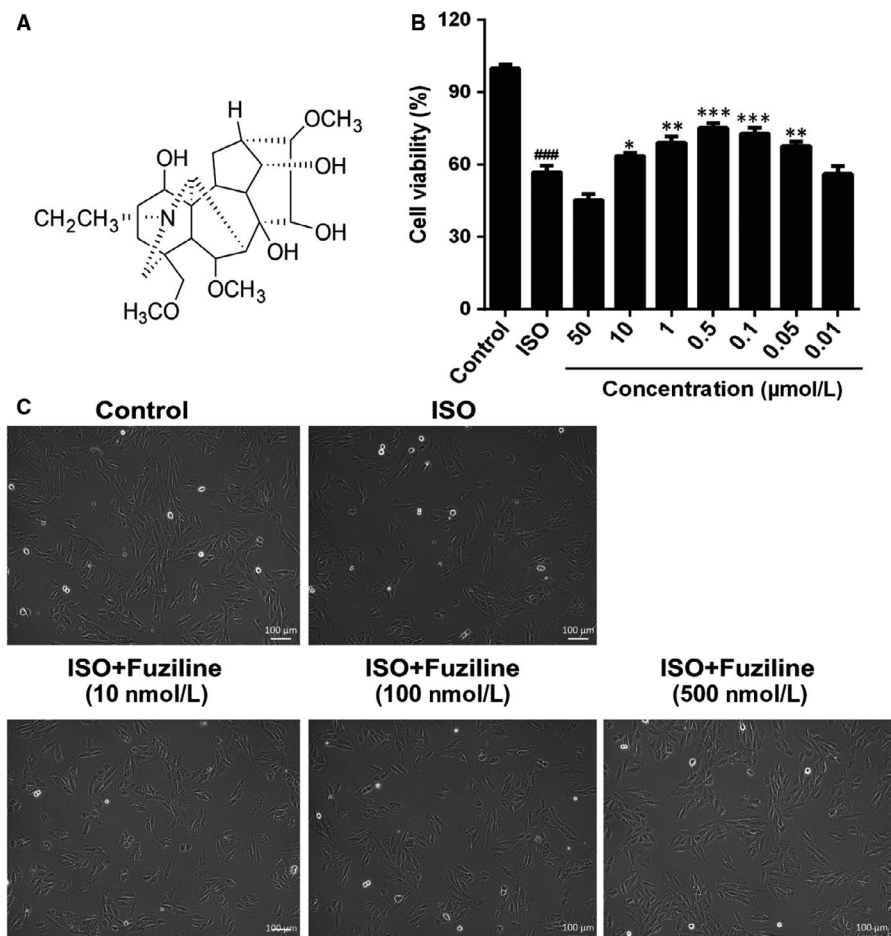 A
H
OCH₃
OH
OH
CH₂CH₃
N
OH
OH
OCH₃
H₃CO
B
Cell viability (%)
120
90
60
30
0
###
*
**
***
***
**
Control
ISO
50
10
1
0.5
0.1
0.05
0.01
Concentration (µmol/L)
C
Control
ISO
100 µm
100 µm
ISO+Fuziline
(10 nmol/L)
ISO+Fuziline
(100 nmol/L)
ISO+Fuziline
(500 nmol/L)
100 µm
100 µm
100 µm